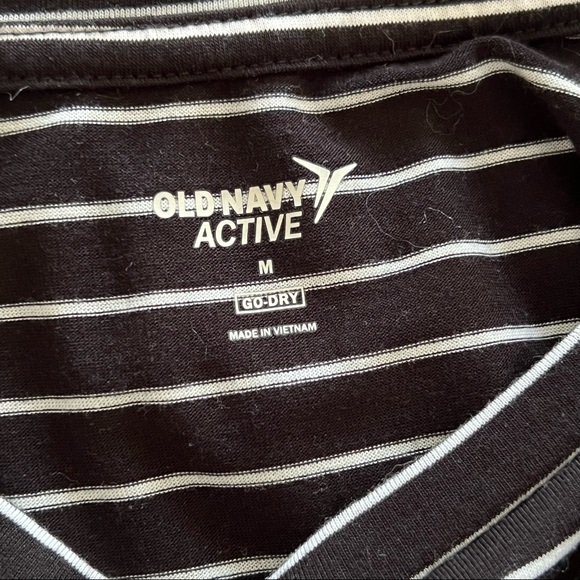 OLD NAVY
ACTIVE
M
GO-DRY
MADE IN VIETNAM